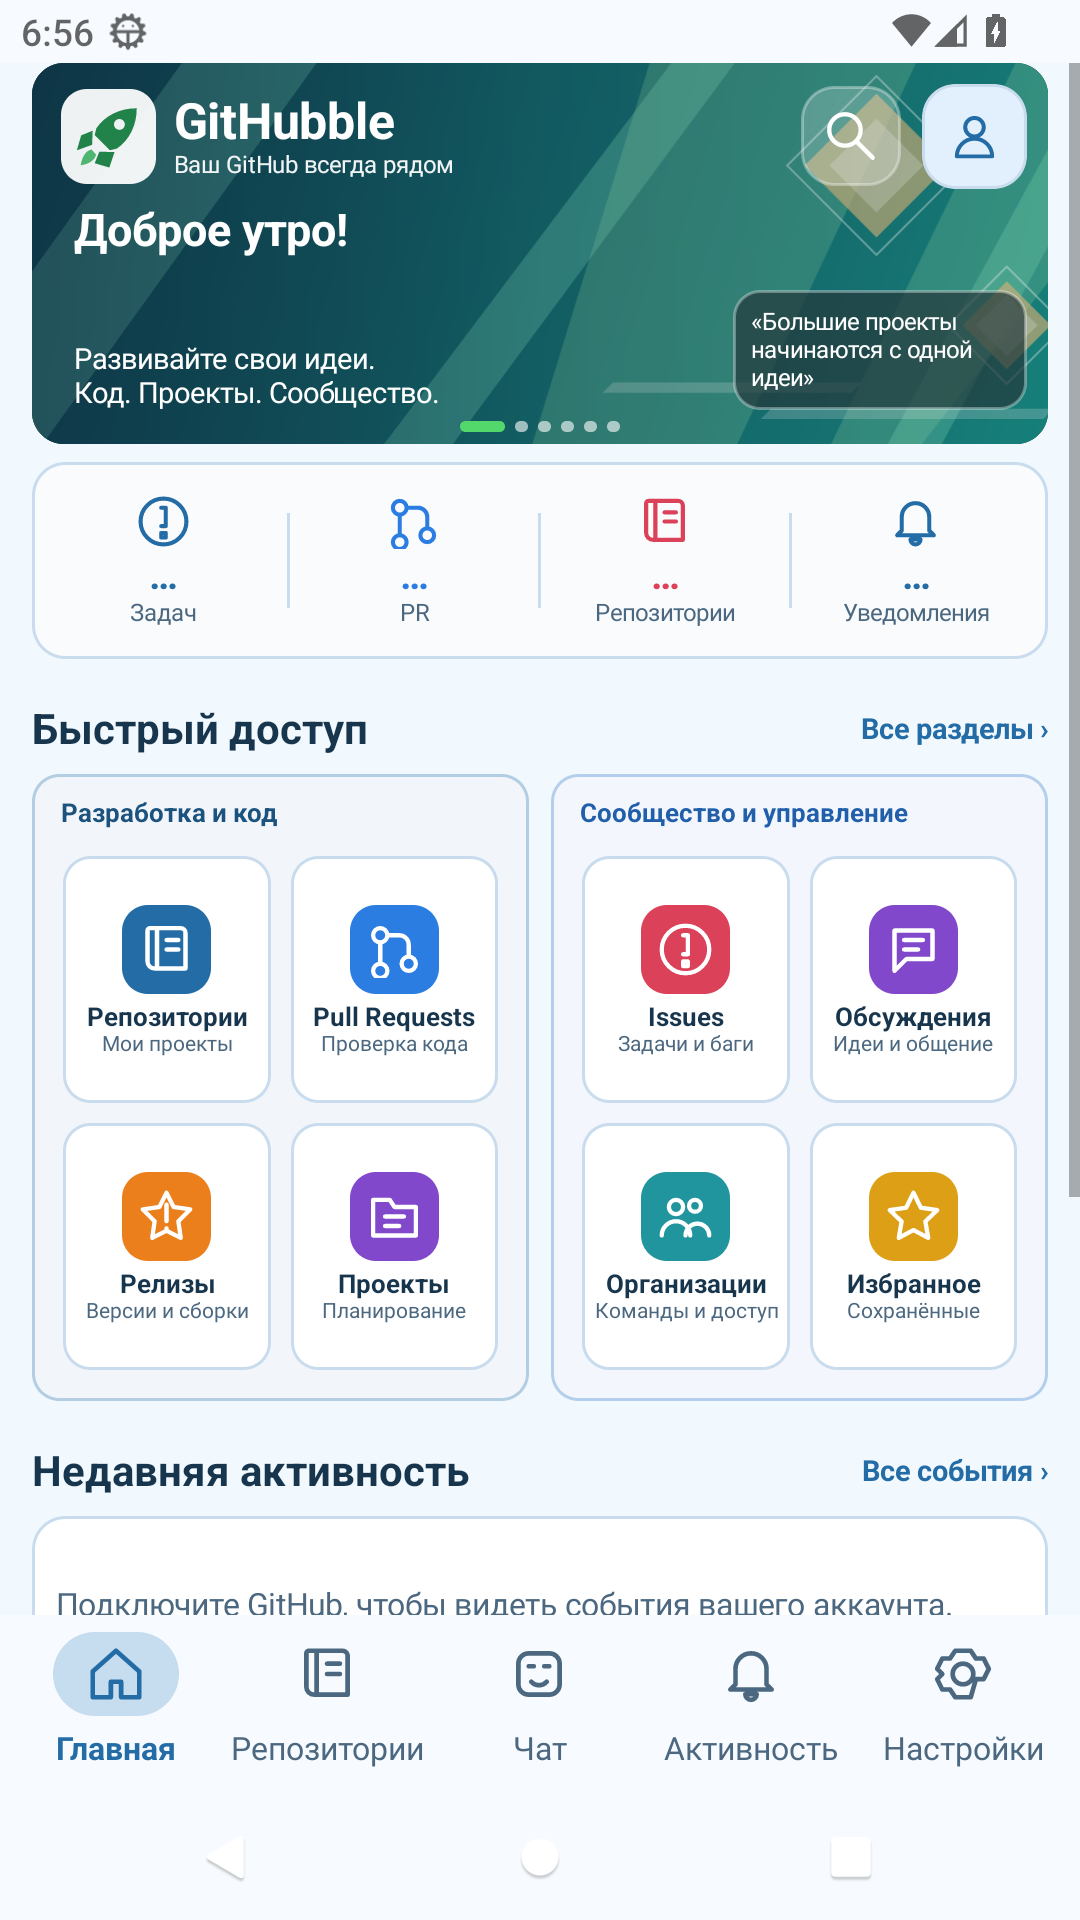 6:56
GitHubble
Ваш GitHub всегда рядом
Доброе утро!
Развивайте свои идеи.
Код. Проекты. Сообщество.
«Большие проекты
начинаются с одной
идеи»
•••
Задач
•••
PR
•••
Репозитории
•••
Уведомления
Быстрый доступ
Все разделы ›
Разработка и код
Репозитории
Мои проекты
Pull Requests
Проверка кода
Релизы
Версии и сборки
Проекты
Планирование
Сообщество и управление
Issues
Задачи и баги
Обсуждения
Идеи и общение
Организации
Команды и доступ
Избранное
Сохранённые
Недавняя активность
Все события ›
Подключите GitHub, чтобы видеть события вашего аккаунта.
Главная
Репозитории
Чат
Активность
Настройки